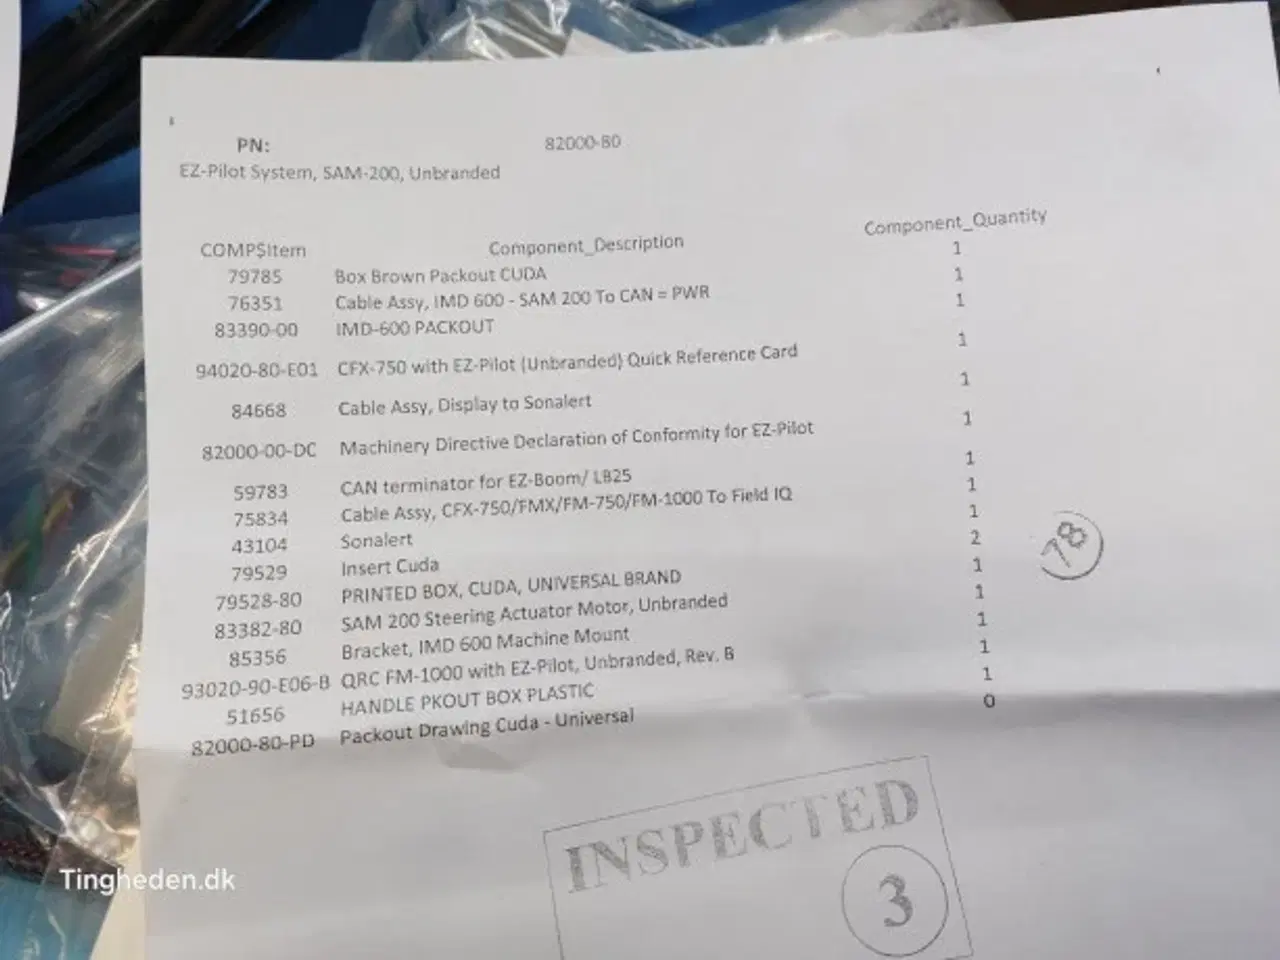 PN: 82000-80
EZ-Pilot System, SAM-200, Unbranded
COMP$Item Component_Description Component_Quantity
79785 Box Brown Packout CUDA 1
76351 Cable Assy, IMD 600 - SAM 200 To CAN = PWR 1
83390-00 IMD-600 PACKOUT 1
94020-80-E01 CFX-750 with EZ-Pilot (Unbranded) Quick Reference Card 1
84668 Cable Assy, Display to Sonalert 1
82000-00-DC Machinery Directive Declaration of Conformity for EZ-Pilot 1
59783 CAN terminator for EZ-Boom/ LB25 1
75834 Cable Assy, CFX-750/FMX/FM-750/FM-1000 To Field IQ 1
43104 Sonalert 1
79529 Insert Cuda 2
79528-80 PRINTED BOX, CUDA, UNIVERSAL BRAND 1
83382-80 SAM 200 Steering Actuator Motor, Unbranded 1
85356 Bracket, IMD 600 Machine Mount 1
93020-90-E06-B QRC FM-1000 with EZ-Pilot, Unbranded, Rev. B 1
51656 HANDLE PKOUT BOX PLASTIC 1
82000-80-PD Packout Drawing Cuda - Universal 0
78
INSPECTED
3
Tingheden.dk